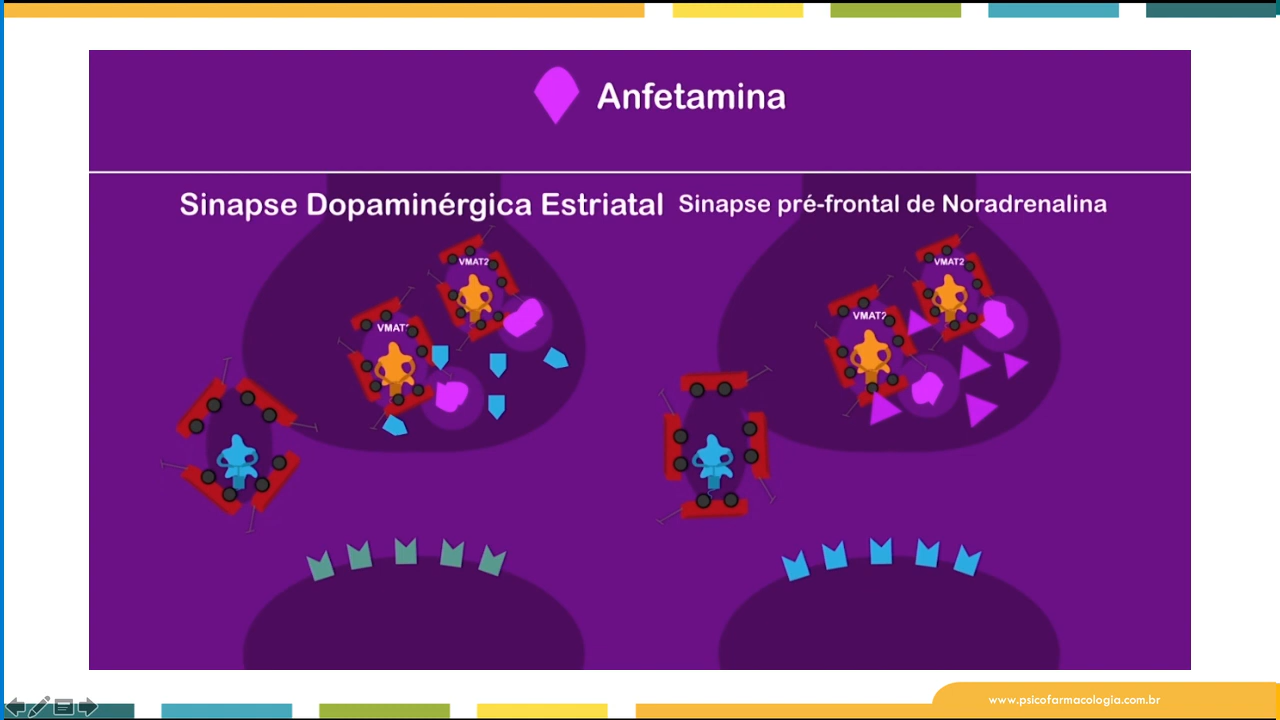 Anfetamina
Sinapse Dopaminérgica Estriatal
Sinapse pré-frontal de Noradrenalina
VMAT2
VMAT2
VMAT2
VMAT2
www.psicofarmacologia.com.br